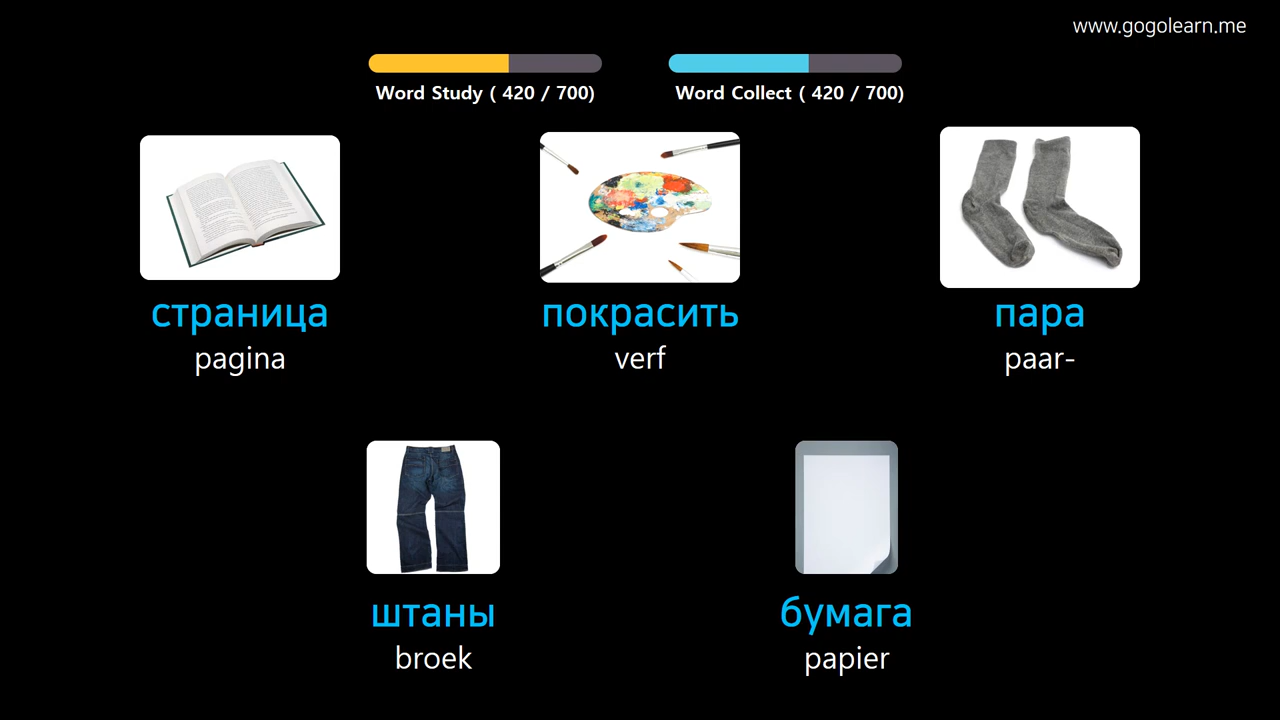 www.gogolearn.me
Word Study ( 420 / 700)
Word Collect ( 420 / 700)
страница
pagina
покрасить
verf
пара
paar-
штаны
broek
бумага
papier